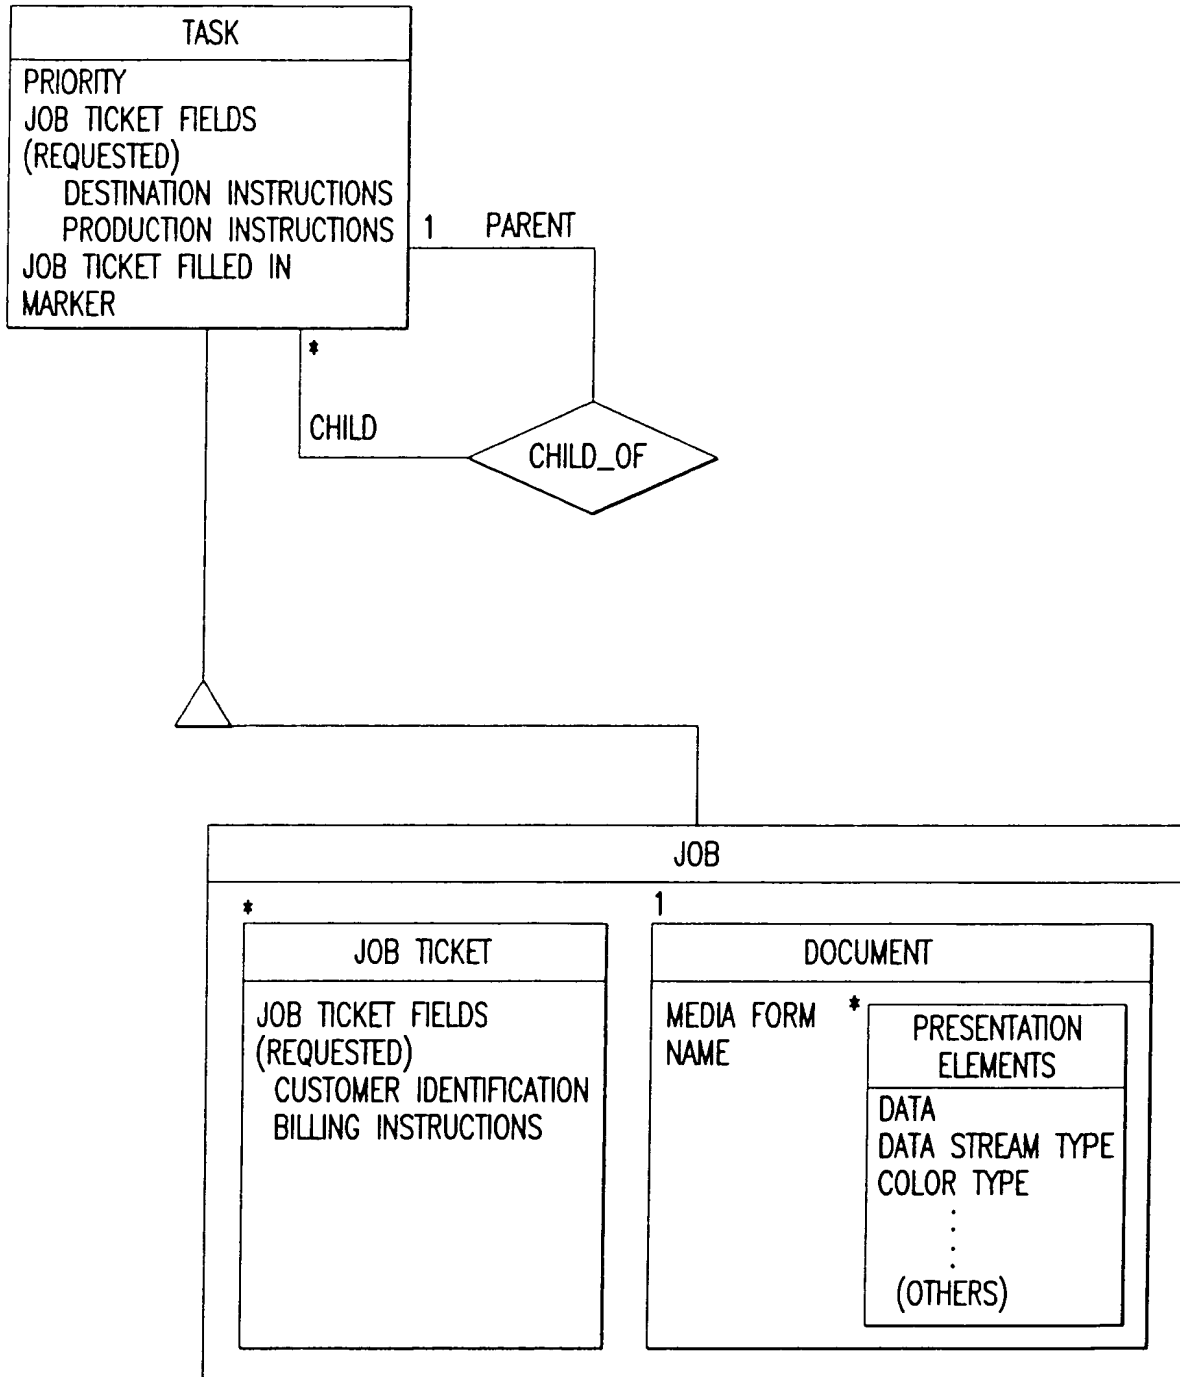 TASK
PRIORITY
JOB TICKET FIELDS
(REQUESTED)
DESTINATION INSTRUCTIONS
PRODUCTION INSTRUCTIONS
JOB TICKET FILLED IN
MARKER
1 PARENT
*
CHILD
CHILD_OF
JOB
*
JOB TICKET
JOB TICKET FIELDS
(REQUESTED)
CUSTOMER IDENTIFICATION
BILLING INSTRUCTIONS
1
DOCUMENT
MEDIA FORM
NAME
*
PRESENTATION
ELEMENTS
DATA
DATA STREAM TYPE
COLOR TYPE
.
.
.
.
(OTHERS)